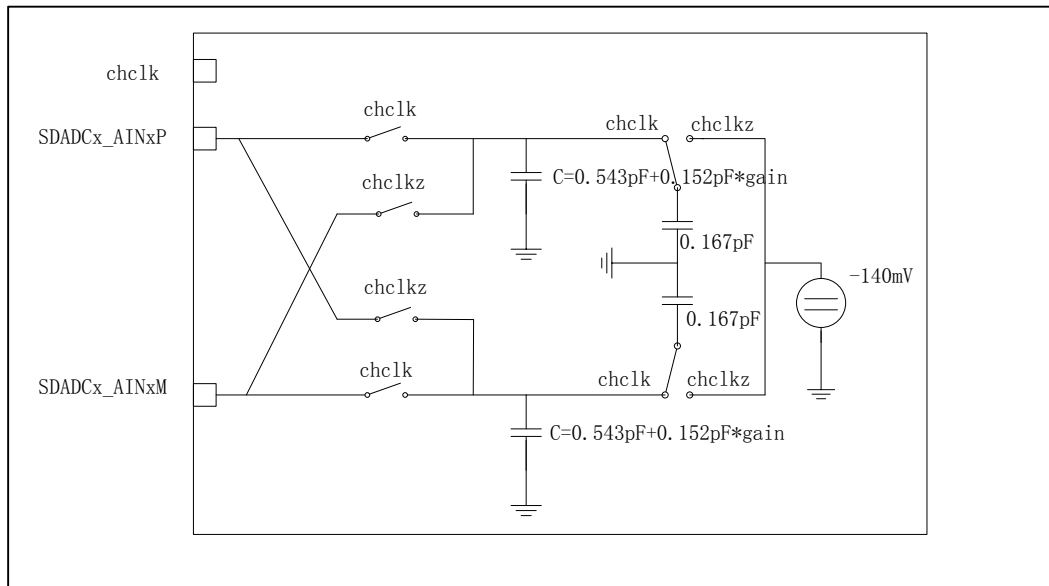 chclk
chclk
chclk
chclkz
SDADCx_AINxP
C=0.543pF+0.152pF*gain
chclkz
0.167pF
-140mV
chclkz
0.167pF
chclk
chclk
chclkz
SDADCx_AINxM
C=0.543pF+0.152pF*gain